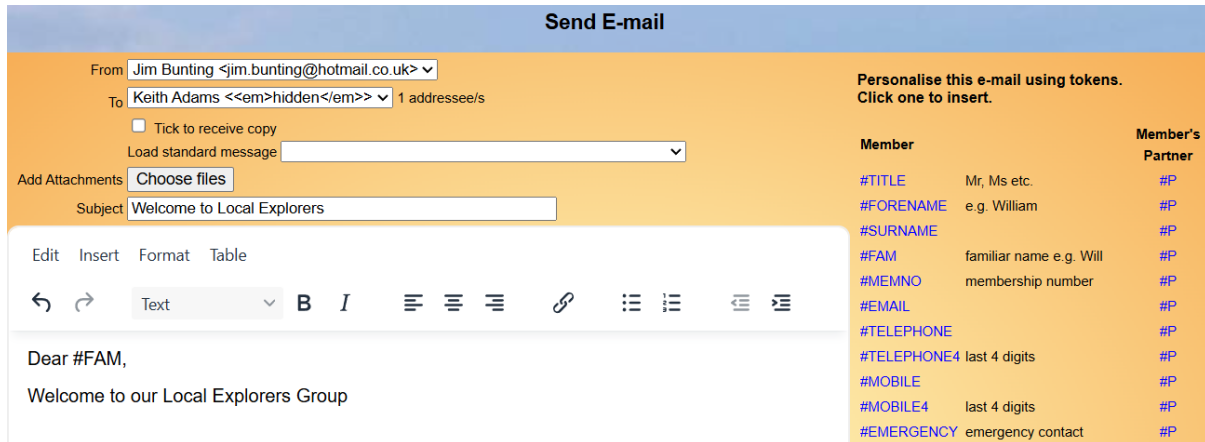 Send E-mail
From Jim Bunting <jim.bunting@hotmail.co.uk>
To Keith Adams <<em>hidden</em>> 1 addressee/s
Tick to receive copy
Load standard message
Add Attachments Choose files
Subject Welcome to Local Explorers
Edit Insert Format Table
Text B I
Dear #FAM,
Welcome to our Local Explorers Group
Personalise this e-mail using tokens.
Click one to insert.
Member Member's
Partner
#TITLE Mr, Ms etc. #P
#FORENAME e.g. William #P
#SURNAME #P
#FAM familiar name e.g. Will #P
#MEMNO membership number #P
#EMAIL #P
#TELEPHONE #P
#TELEPHONE4 last 4 digits #P
#MOBILE #P
#MOBILE4 last 4 digits #P
#EMERGENCY emergency contact #P